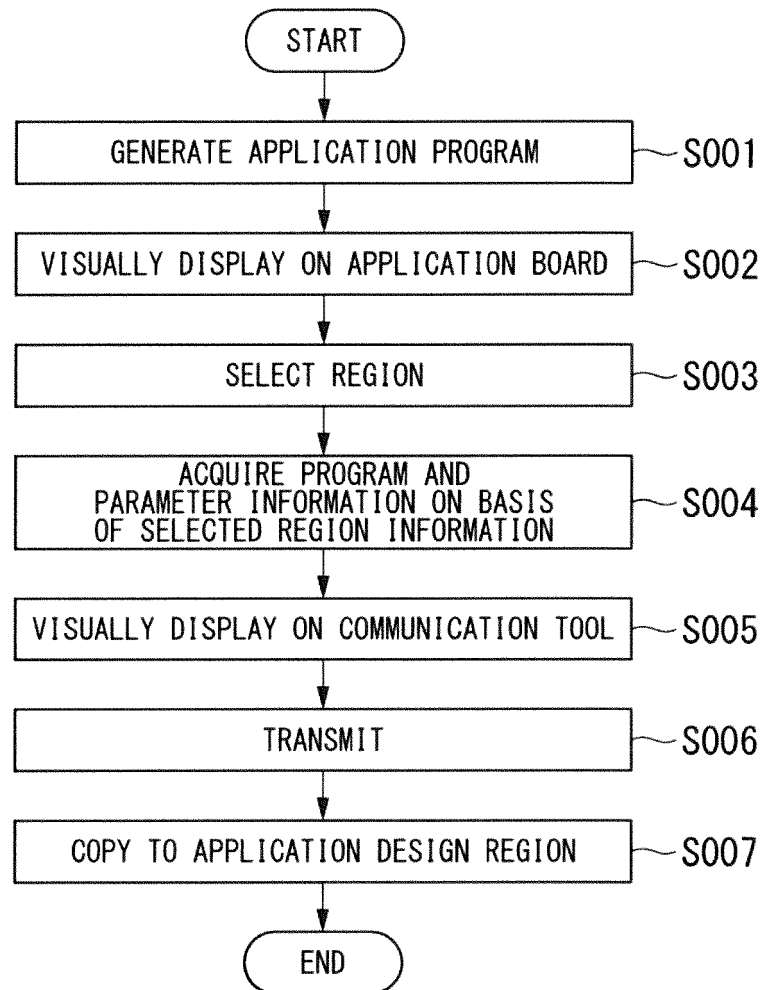 START
GENERATE APPLICATION PROGRAM S001
VISUALLY DISPLAY ON APPLICATION BOARD S002
SELECT REGION S003
ACQUIRE PROGRAM AND
PARAMETER INFORMATION ON BASIS S004
OF SELECTED REGION INFORMATION
VISUALLY DISPLAY ON COMMUNICATION TOOL S005
TRANSMIT S006
COPY TO APPLICATION DESIGN REGION S007
END